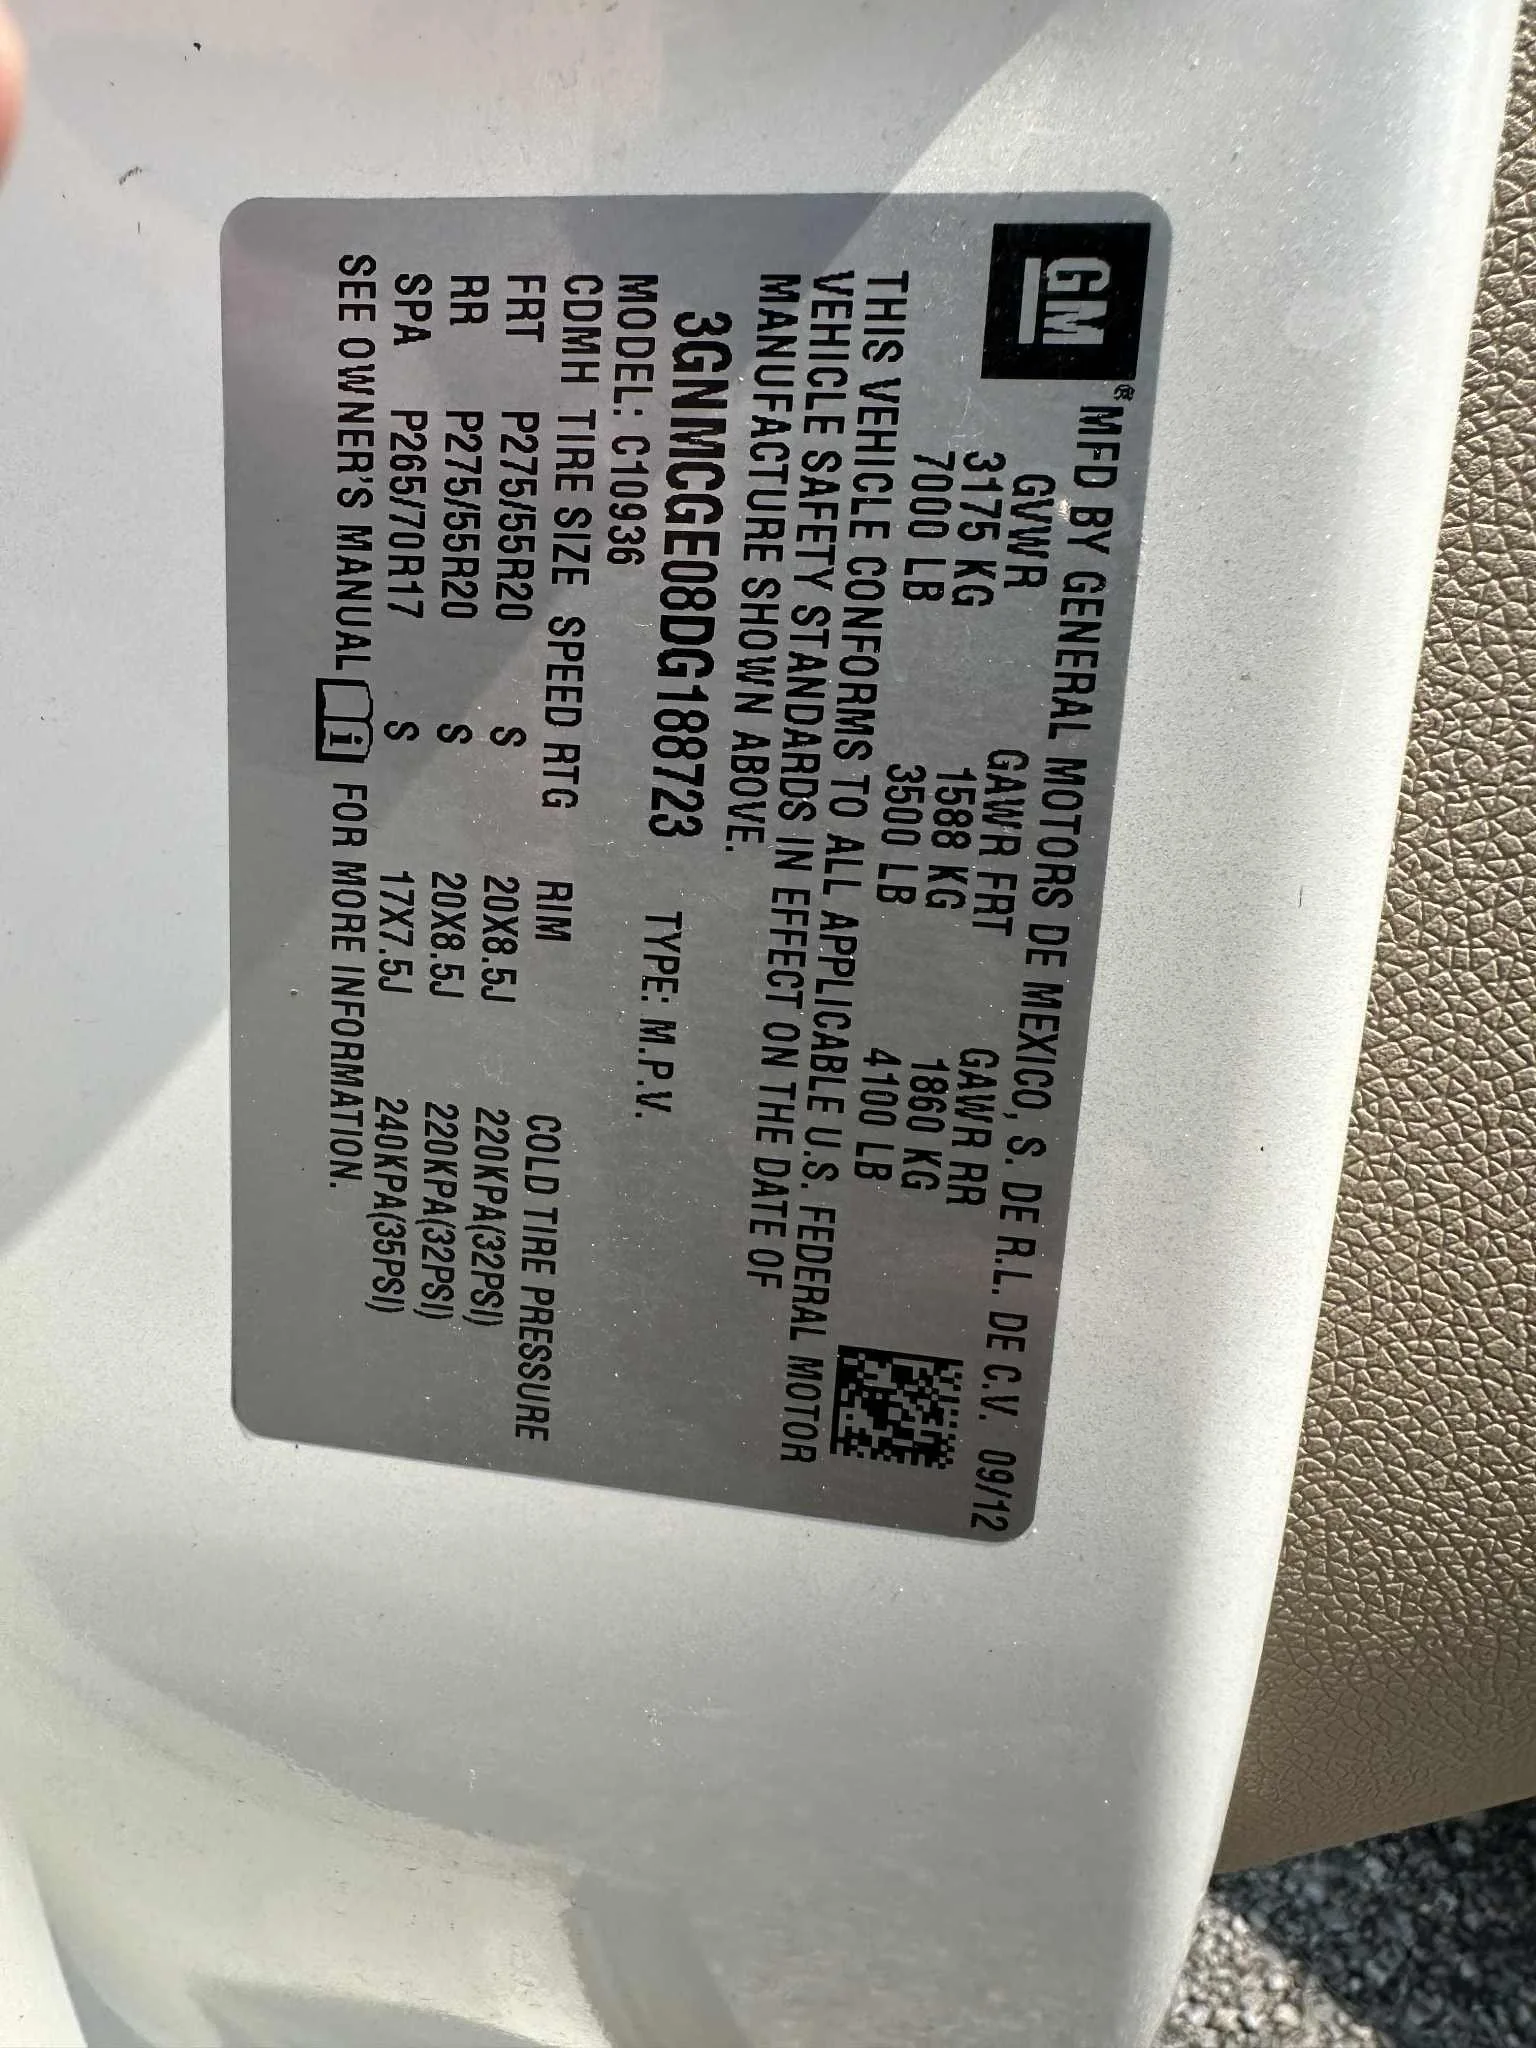 GM® MFD BY GENERAL MOTORS DE MEXICO, S. DE R.L. DE C.V. 09/12
GVWR GAWR FRT GAWR RR
3175 KG 1588 KG 1860 KG
7000 LB 3500 LB 4100 LB
THIS VEHICLE CONFORMS TO ALL APPLICABLE U.S. FEDERAL MOTOR
VEHICLE SAFETY STANDARDS IN EFFECT ON THE DATE OF
MANUFACTURE SHOWN ABOVE.
3GNMCGE08DG188723 TYPE: M.P.V.
MODEL: C10936
CDMH TIRE SIZE SPEED RTG RIM COLD TIRE PRESSURE
FRT P275/55R20 S 20X8.5J 220KPA(32PSI)
RR P275/55R20 S 20X8.5J 220KPA(32PSI)
SPA P265/70R17 S 17X7.5J 240KPA(35PSI)
SEE OWNER'S MANUAL i FOR MORE INFORMATION.